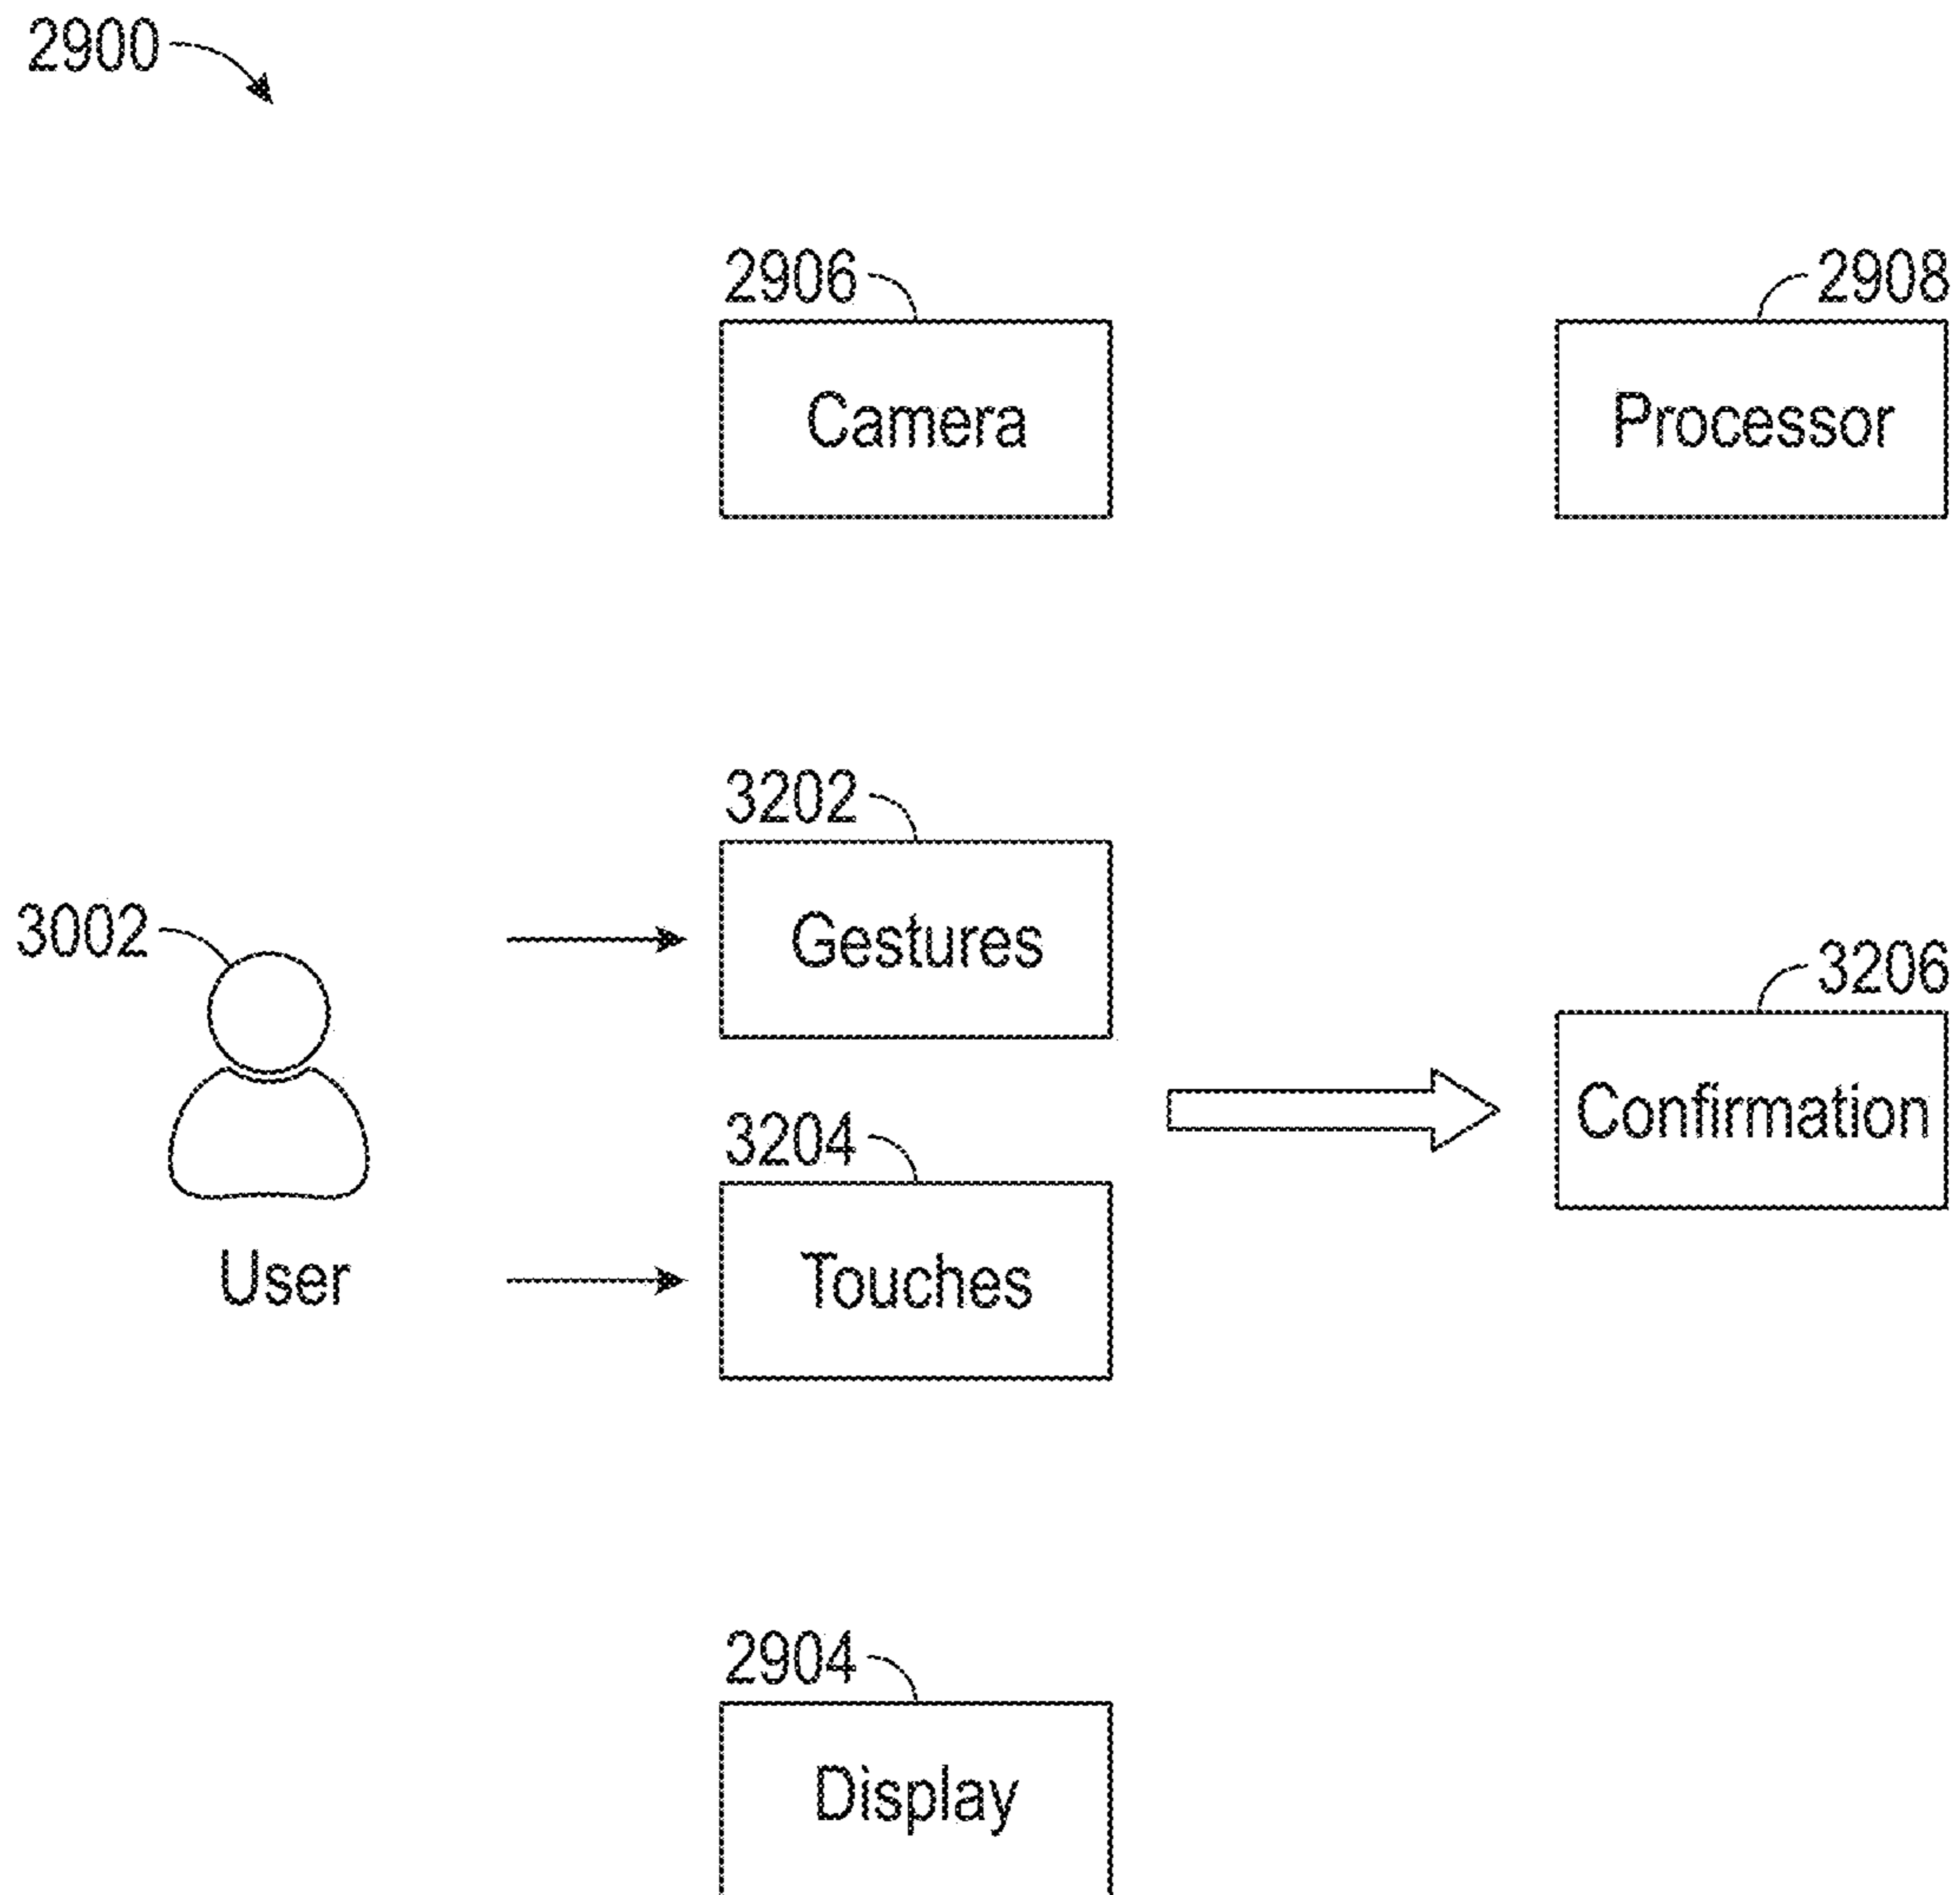 2900
2906
2908
Camera
Processor
3202
3002
Gestures
3206
Confirmation
3204
User
Touches
2904
Display